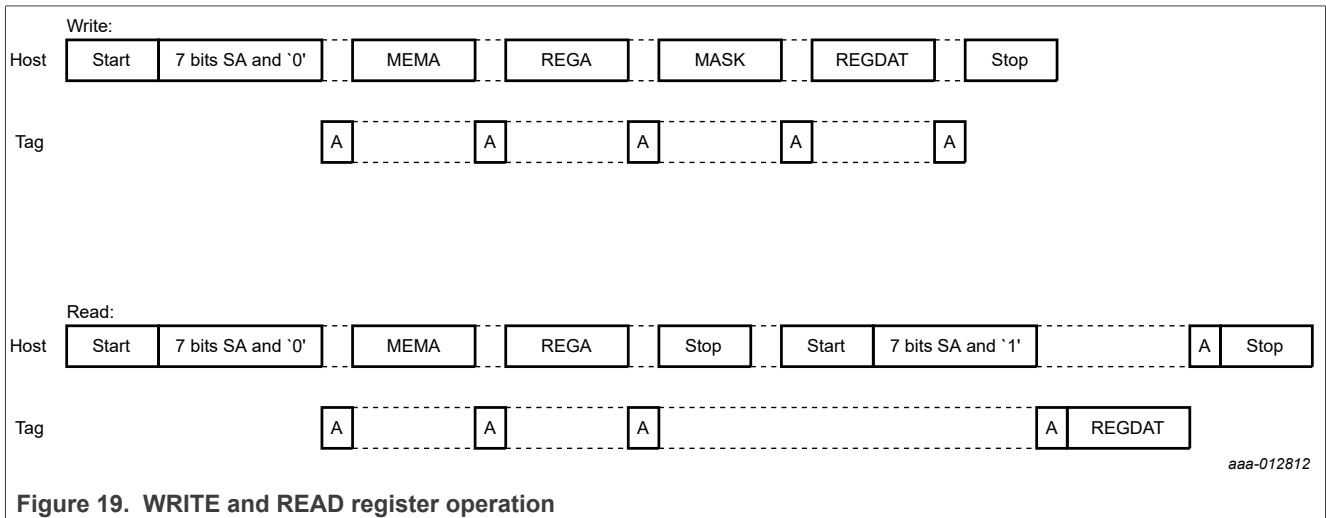 Write:
Host Start 7 bits SA and `0' MEMA REGA MASK REGDAT Stop
Tag A A A A A
Read:
Host Start 7 bits SA and `0' MEMA REGA Stop Start 7 bits SA and `1' A Stop
Tag A A A A REGDAT
aaa-012812
Figure 19. WRITE and READ register operation